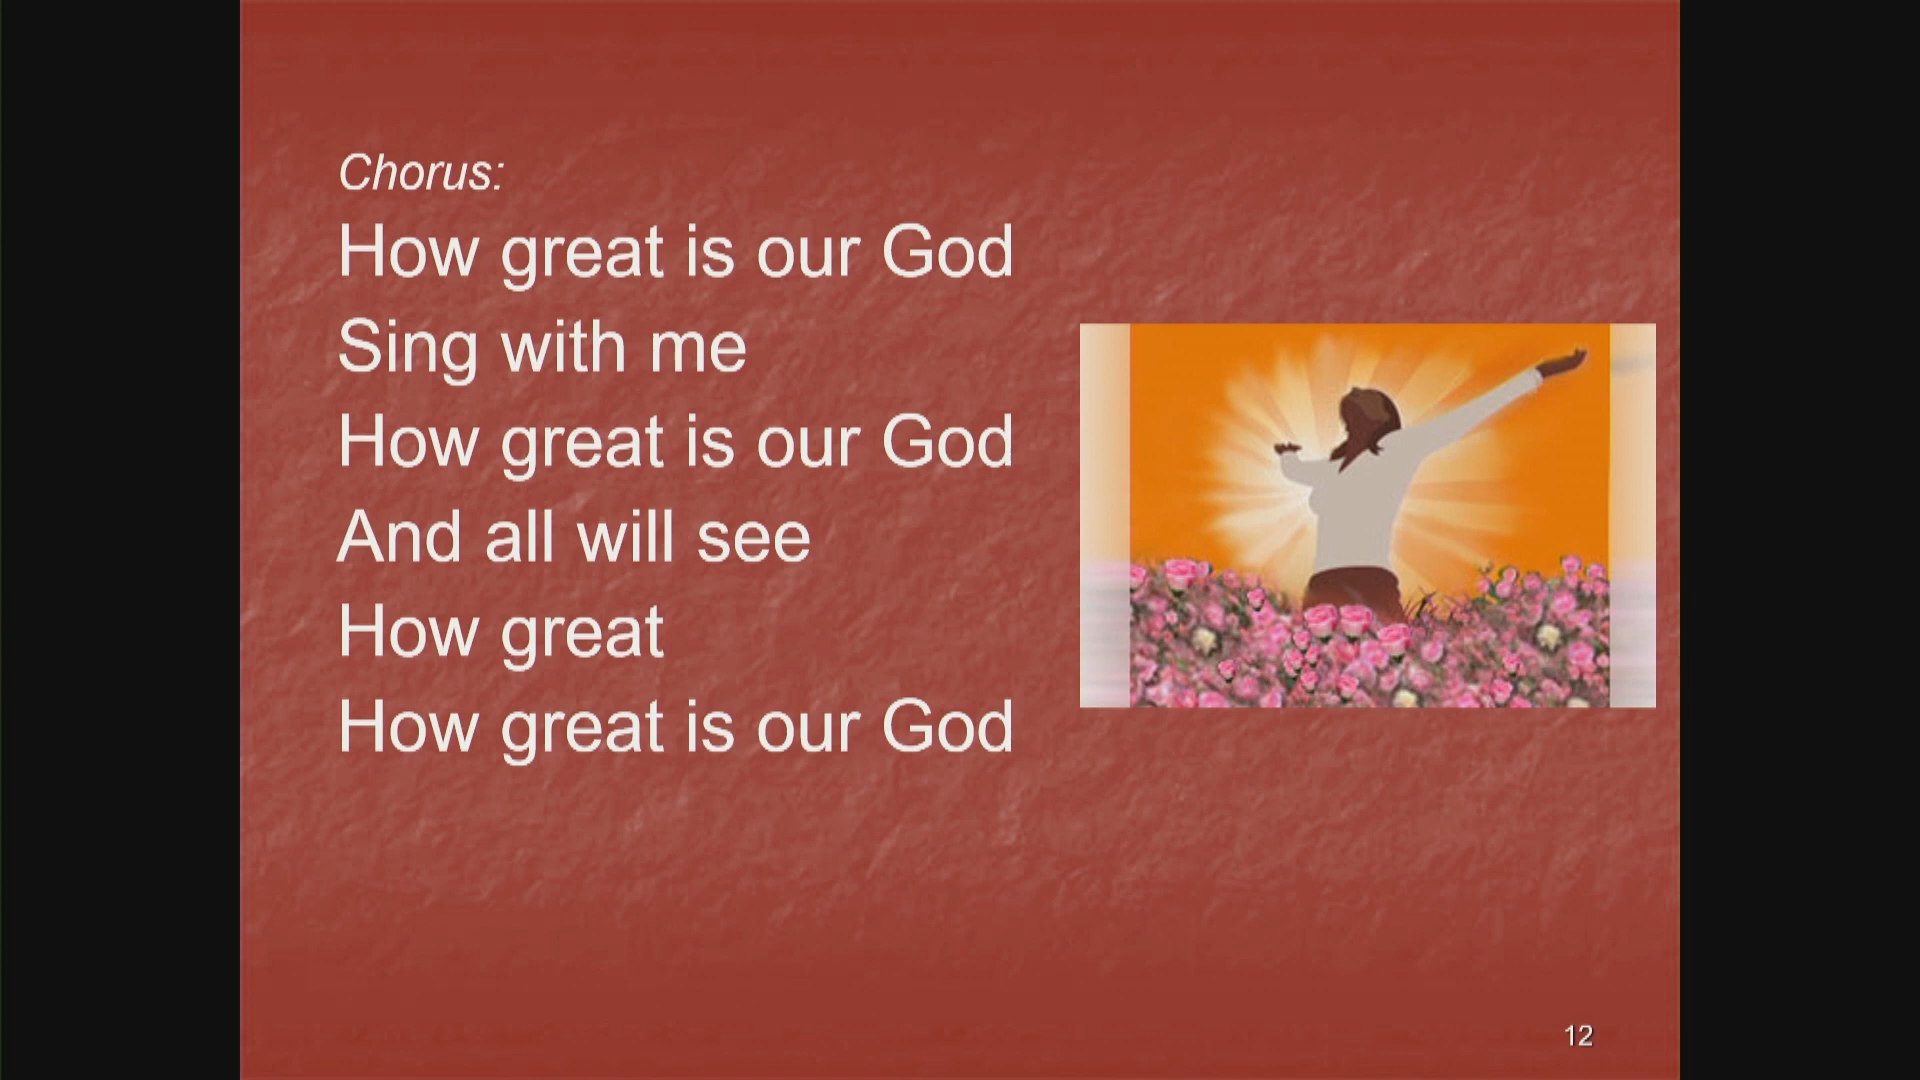 Chorus:
How great is our God
Sing with me
How great is our God
And all will see
How great
How great is our God
12